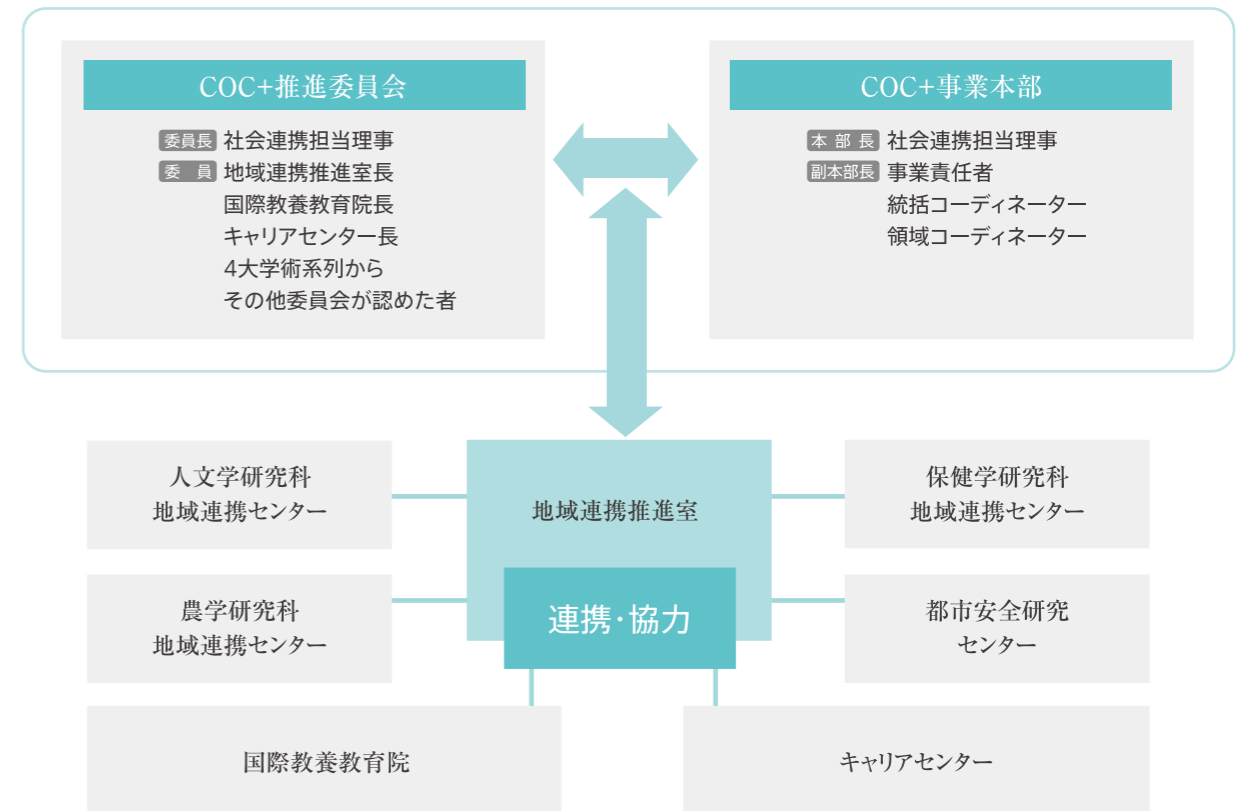 COC+推進委員会
委員長 社会連携担当理事
委員 地域連携推進室長
国際教養教育院長
キャリアセンター長
4大学術系列から
その他委員会が認めた者
COC+事業本部
本部長 社会連携担当理事
副本部長 事業責任者
統括コーディネーター
領域コーディネーター
人文学研究科
地域連携センター
地域連携推進室
保健学研究科
地域連携センター
農学研究科
地域連携センター
連携・協力
都市安全研究
センター
国際教養教育院
キャリアセンター